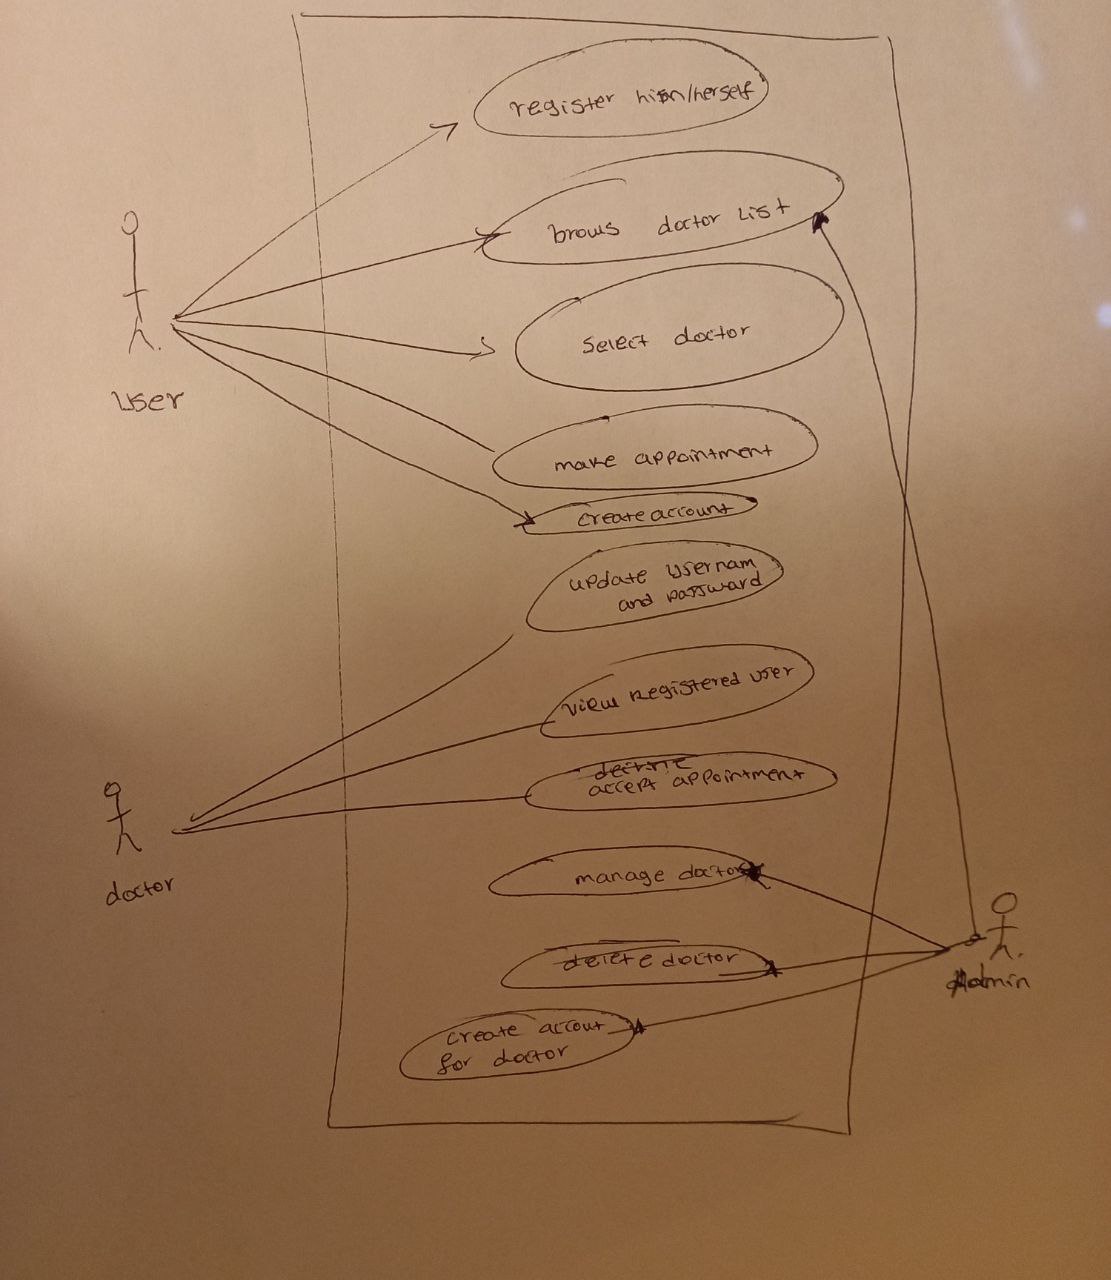 register him/herself
brows doctor list
select doctor
User
make appointment
create account
update usernam
and password
view registered user
decline
accept appointment
manage doctor
doctor
delete doctor
Admin
create accout
for doctor